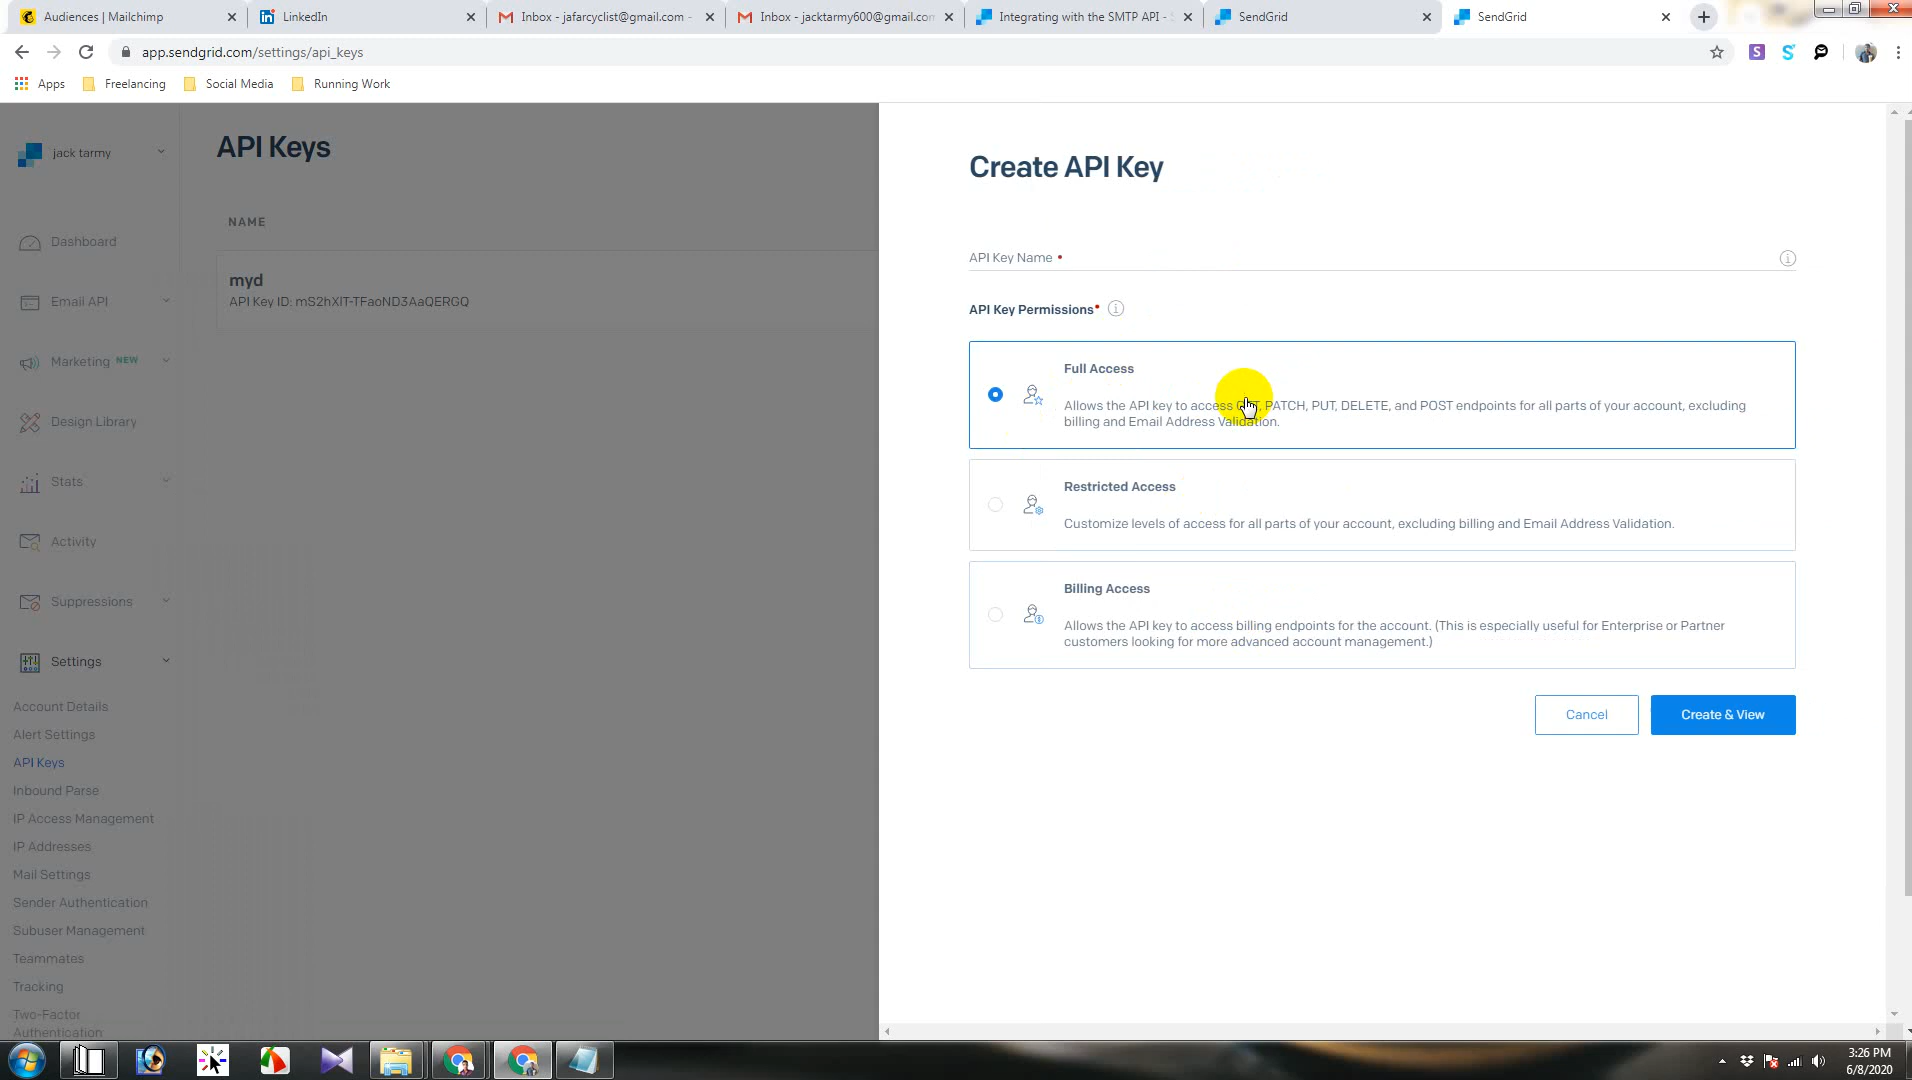 Audiences | Mailchimp
LinkedIn
Inbox - jafarcyclist@gmail.com -
Inbox - jacktarmy600@gmail.com
Integrating with the SMTP API -
SendGrid
SendGrid
app.sendgrid.com/settings/api_keys
Apps
Freelancing
Social Media
Running Work
jack tarmy
Dashboard
Email API
Marketing NEW
Design Library
Stats
Activity
Suppressions
Settings
Account Details
Alert Settings
API Keys
Inbound Parse
IP Access Management
IP Addresses
Mail Settings
Sender Authentication
Subuser Management
Teammates
Tracking
Two-Factor
Authentication
API Keys
NAME
myd
API Key ID: mS2hXlT-TFaoND3AaQERGQ
Create API Key
API Key Name •
API Key Permissions•
Full Access
Allows the API key to access GET, PATCH, PUT, DELETE, and POST endpoints for all parts of your account, excluding
billing and Email Address Validation.
Restricted Access
Customize levels of access for all parts of your account, excluding billing and Email Address Validation.
Billing Access
Allows the API key to access billing endpoints for the account. (This is especially useful for Enterprise or Partner
customers looking for more advanced account management.)
Cancel
Create & View
3:26 PM
6/8/2020